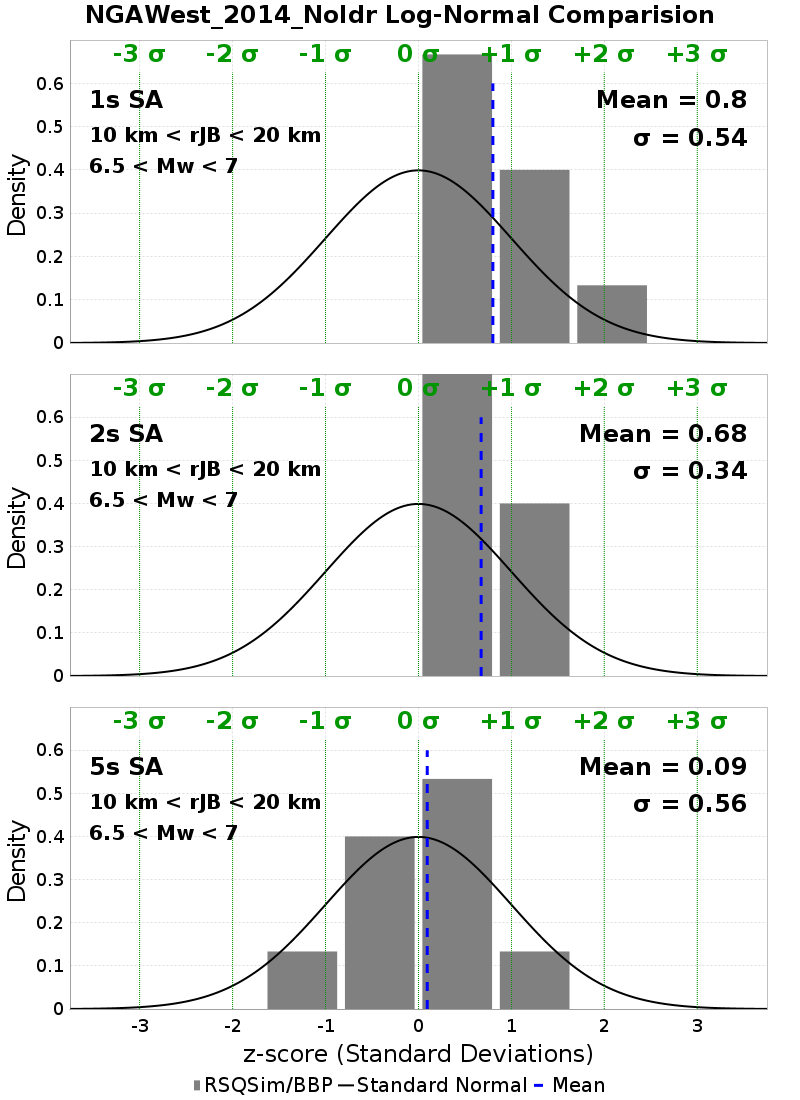 NGAWest_2014_NoIdr Log-Normal Comparision
-3 σ -2 σ -1 σ 0 σ +1 σ +2 σ +3 σ
1s SA Mean = 0.8
10 km < rJB < 20 km σ = 0.54
6.5 < Mw < 7
Density
0.6
0.5
0.4
0.3
0.2
0.1
0
-3 σ -2 σ -1 σ 0 σ +1 σ +2 σ +3 σ
2s SA Mean = 0.68
10 km < rJB < 20 km σ = 0.34
6.5 < Mw < 7
Density
0.6
0.5
0.4
0.3
0.2
0.1
0
-3 σ -2 σ -1 σ 0 σ +1 σ +2 σ +3 σ
5s SA Mean = 0.09
10 km < rJB < 20 km σ = 0.56
6.5 < Mw < 7
Density
0.6
0.5
0.4
0.3
0.2
0.1
0
-3 -2 -1 0 1 2 3
z-score (Standard Deviations)
RSQSim/BBP Standard Normal Mean